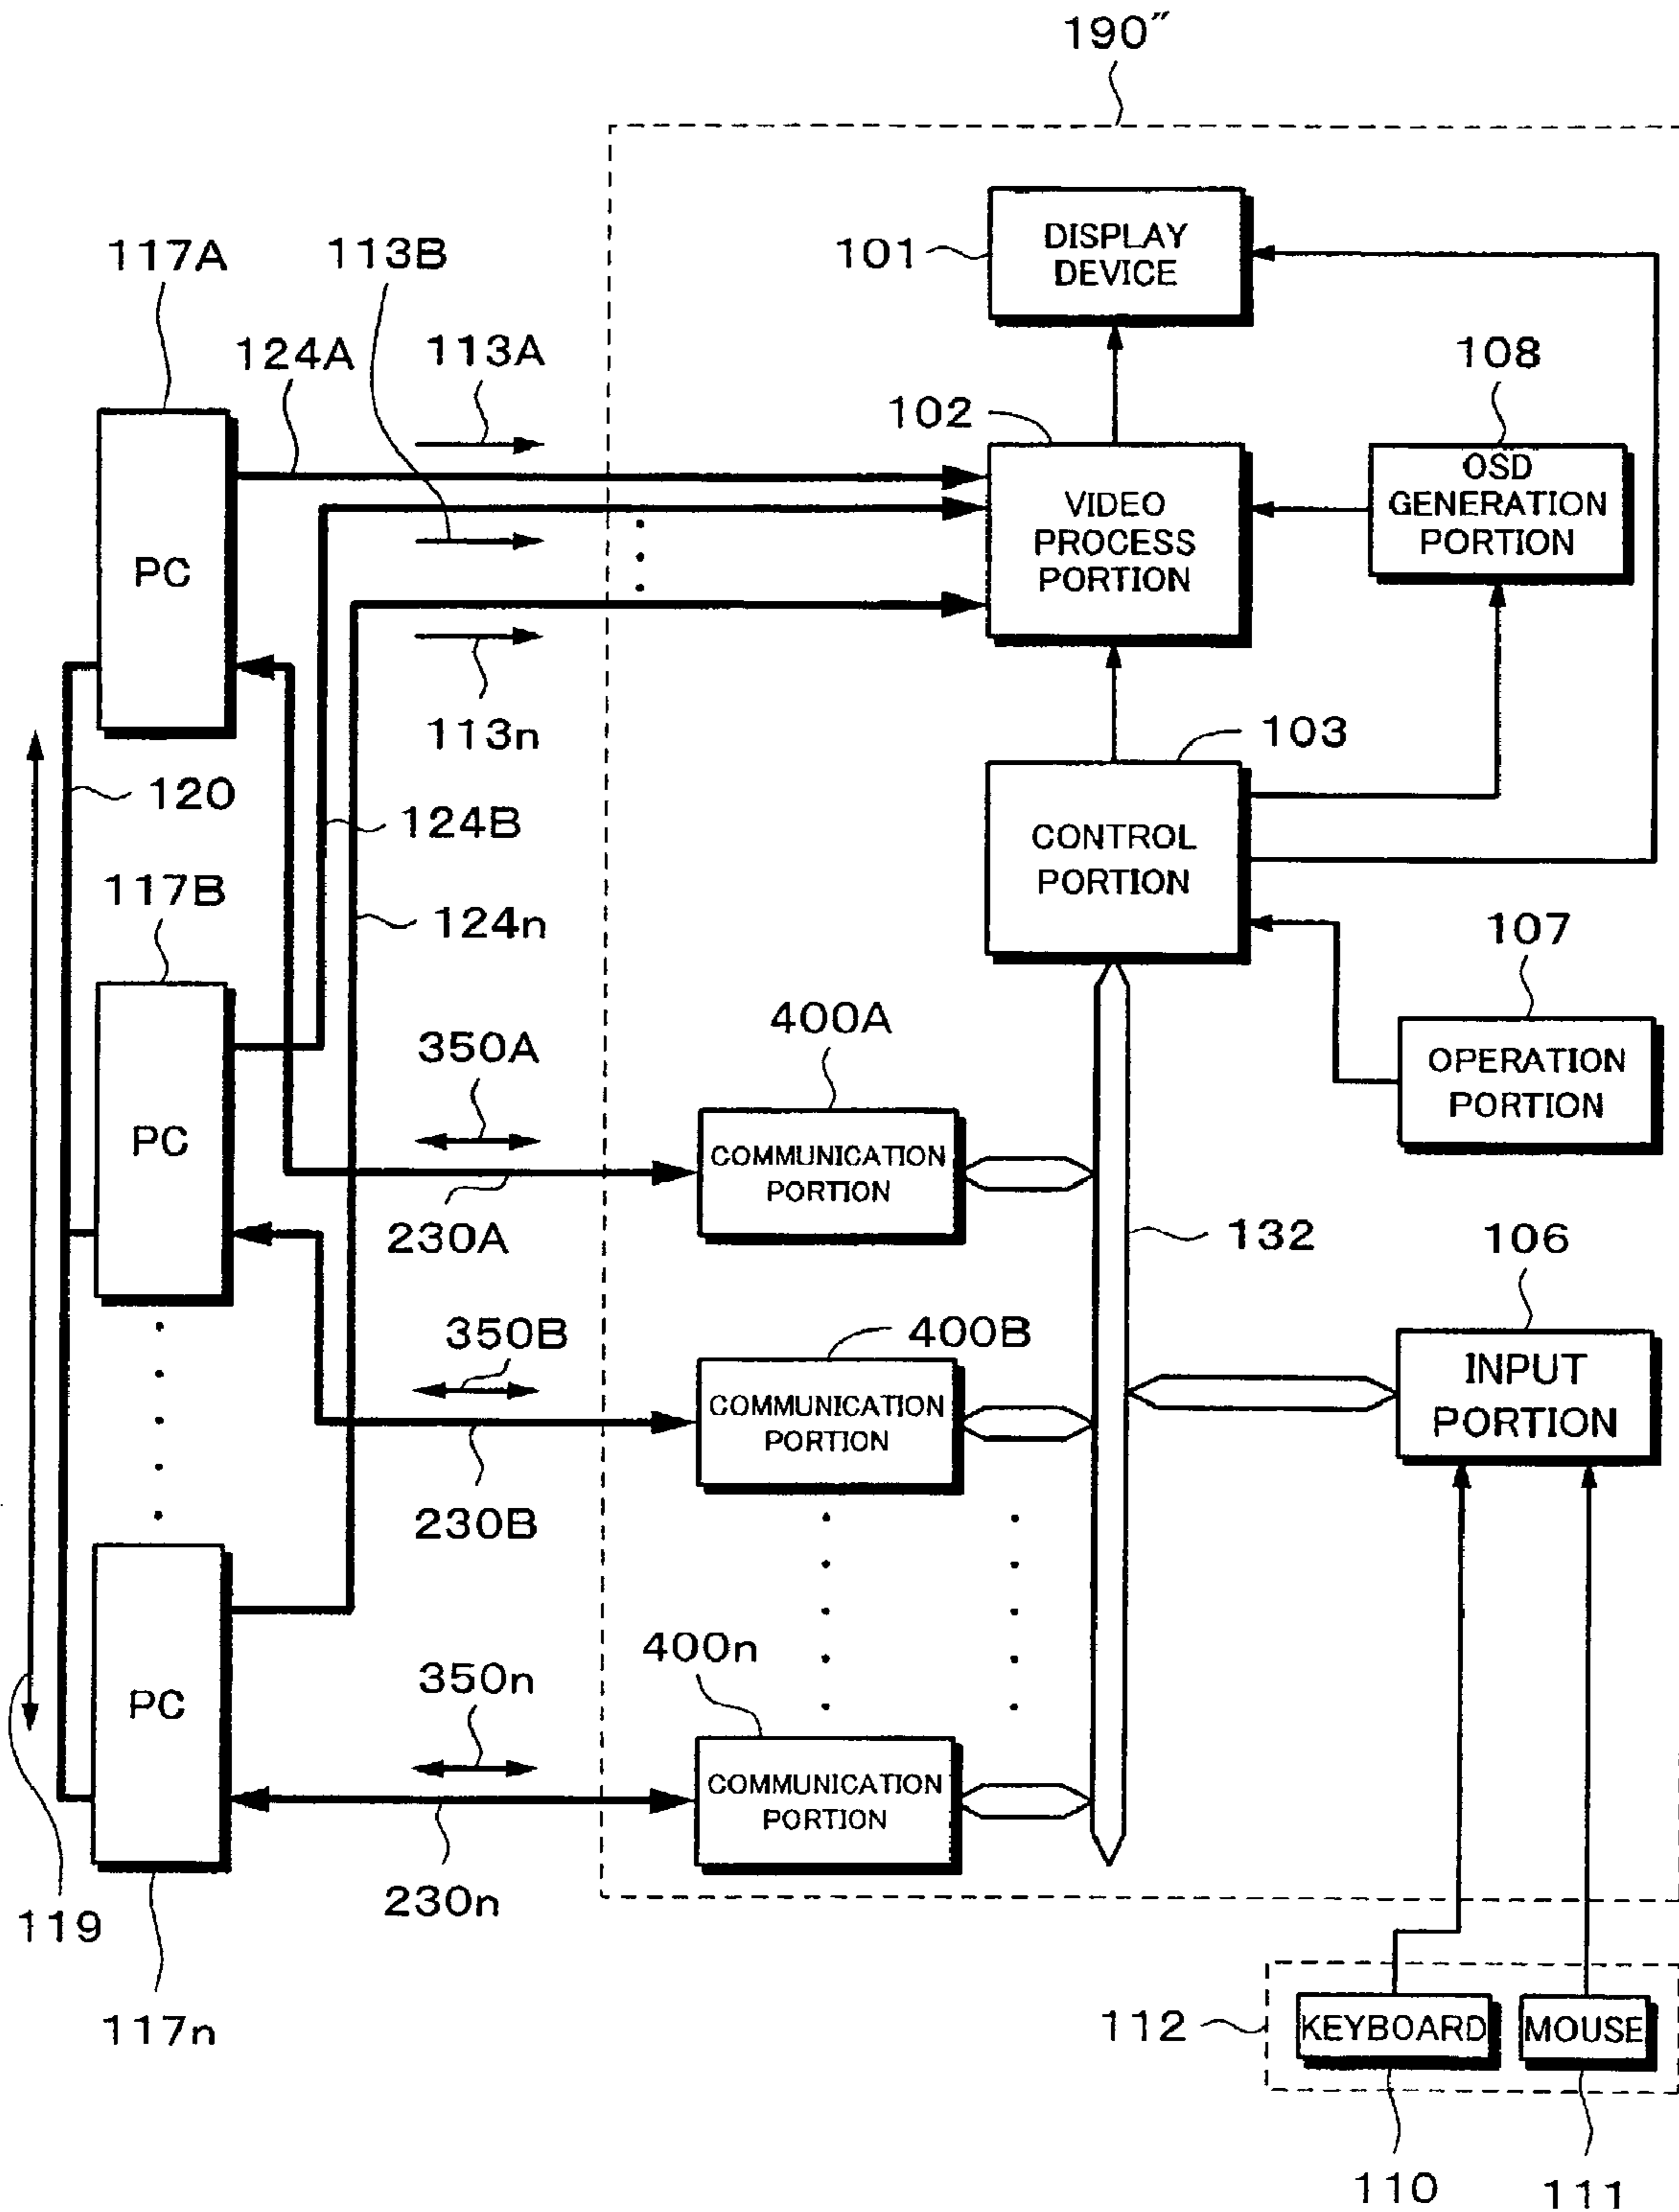 190″
117A
113B
101
DISPLAY
DEVICE
124A
113A
108
102
OSD
GENERATION
PORTION
VIDEO
PROCESS
PORTION
PC
113n
103
120
124B
CONTROL
PORTION
117B
124n
107
400A
350A
OPERATION
PORTION
PC
COMMUNICATION
PORTION
230A
132
106
350B
400B
INPUT
PORTION
COMMUNICATION
PORTION
230B
400n
350n
PC
COMMUNICATION
PORTION
230n
119
117n
112
KEYBOARD
MOUSE
110
111